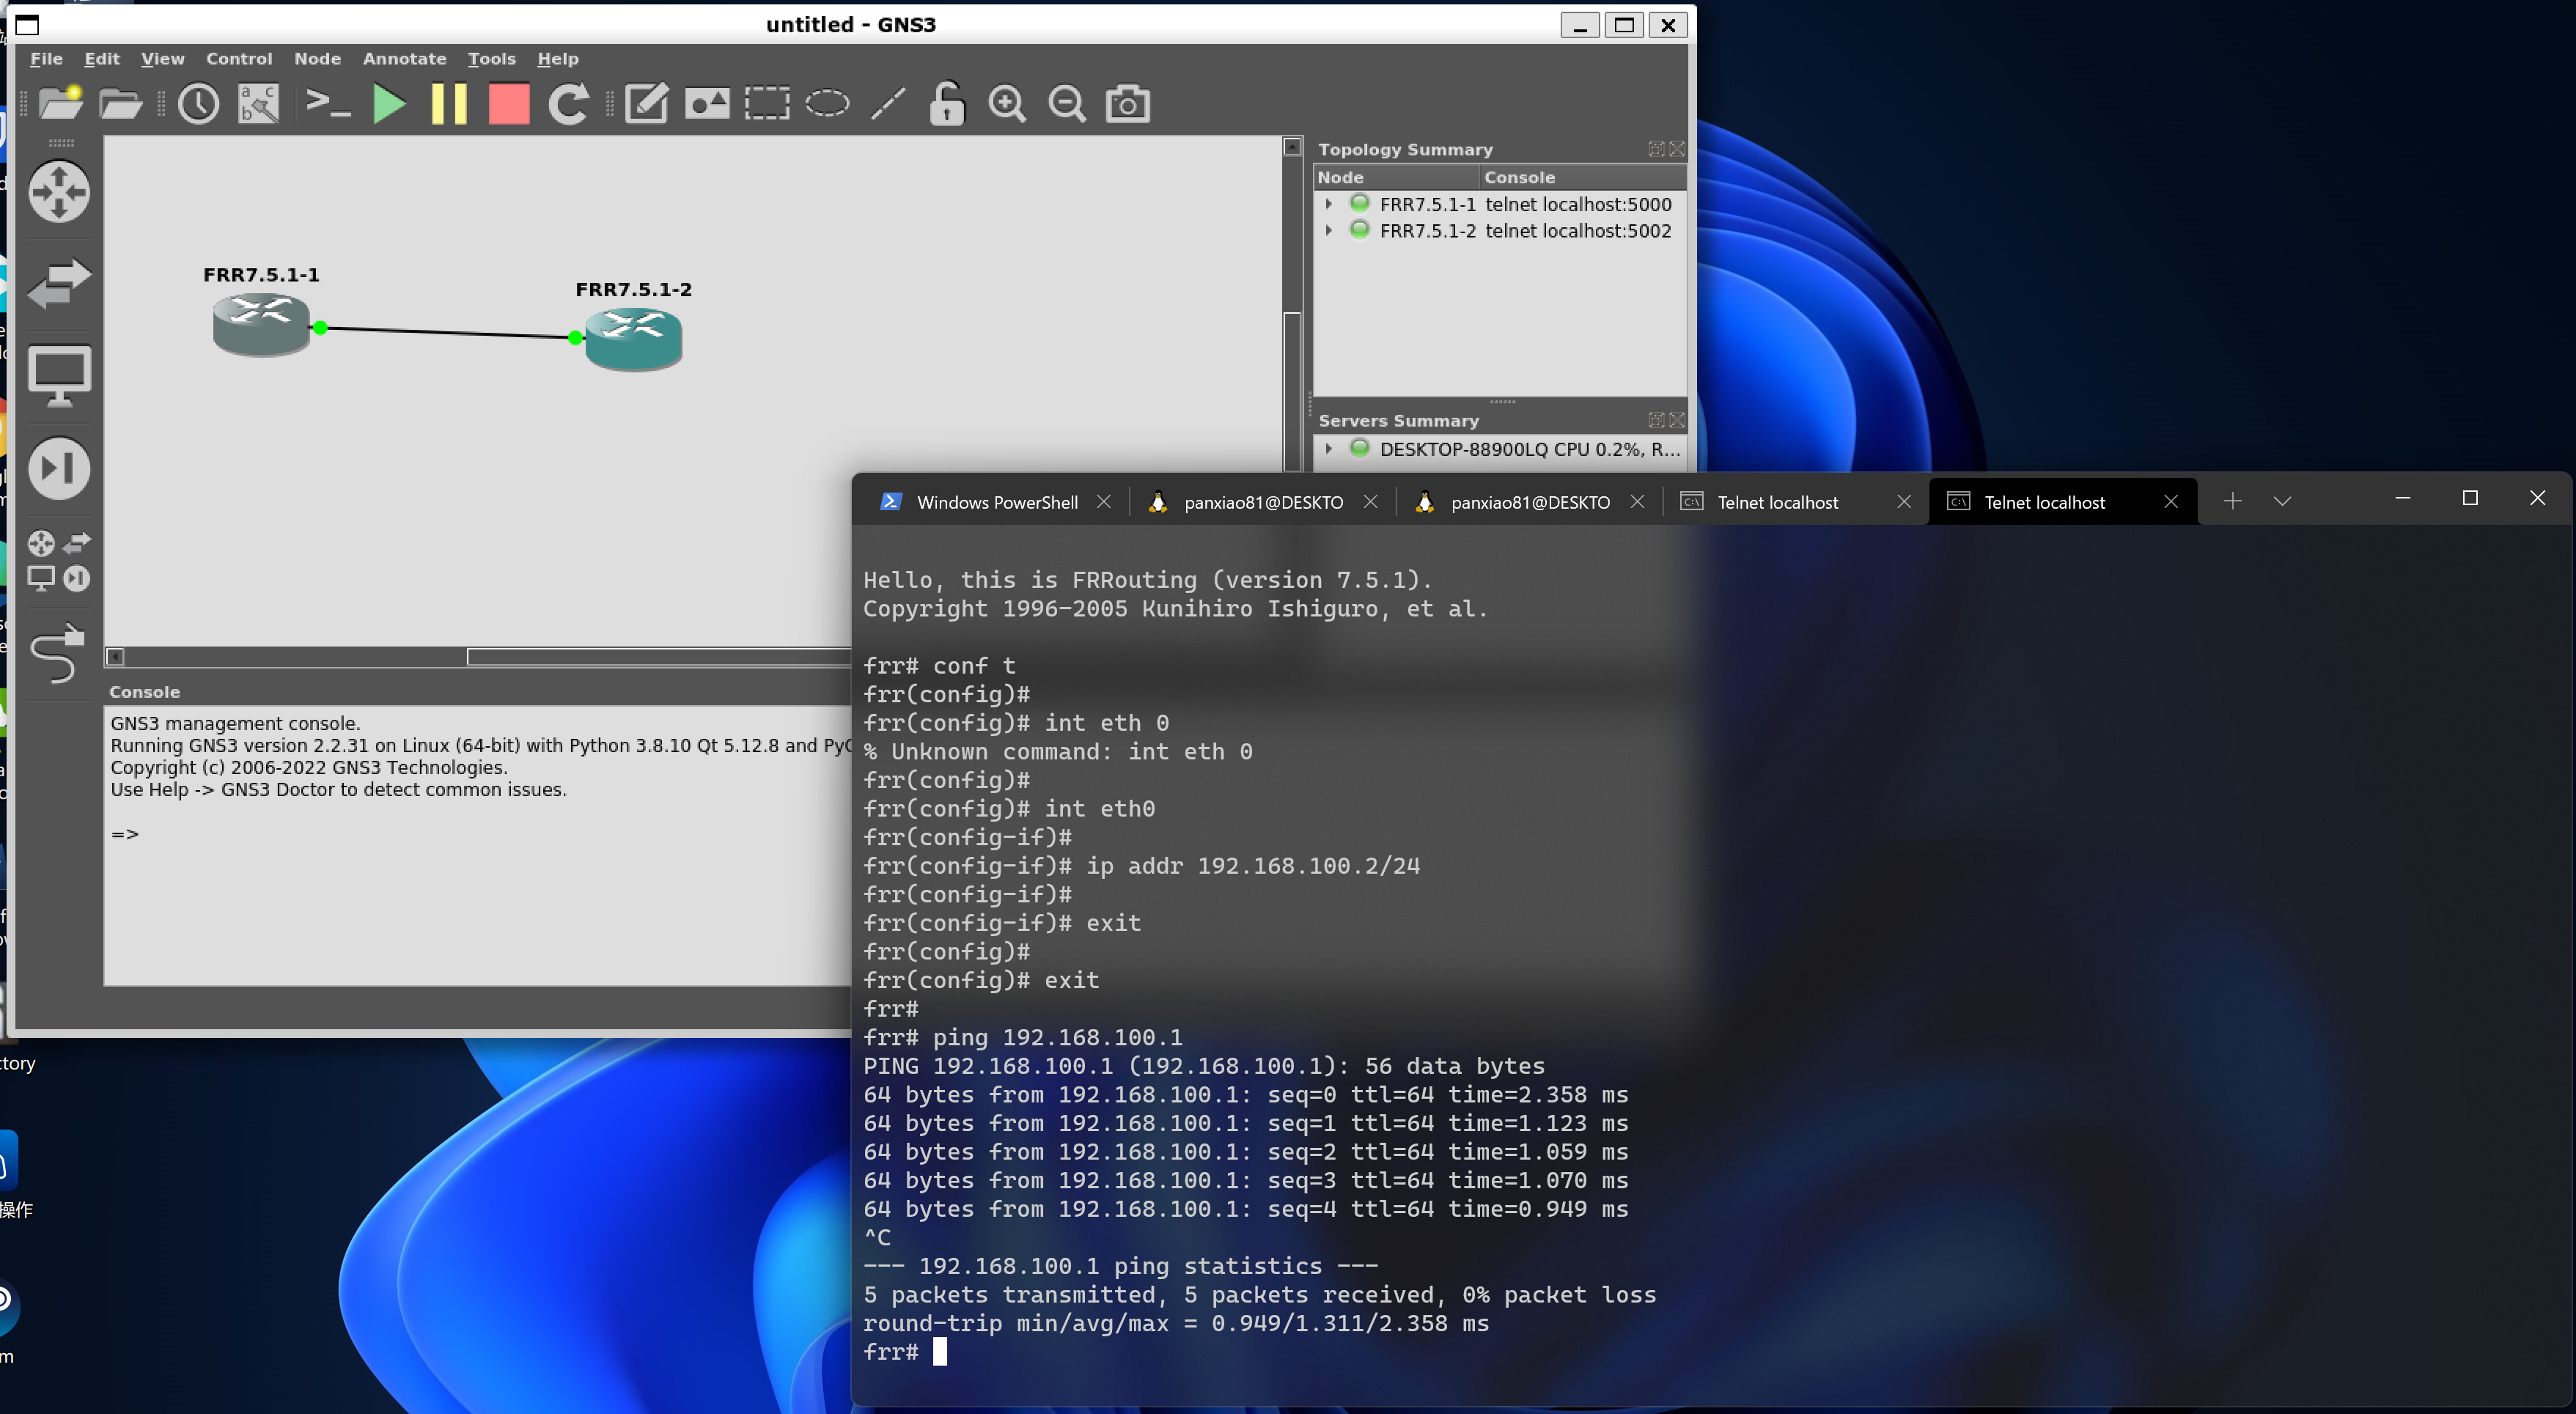 untitled - GNS3
File Edit View Control Node Annotate Tools Help
FRR7.5.1-1
FRR7.5.1-2
Topology Summary
Node Console
FRR7.5.1-1 telnet localhost:5000
FRR7.5.1-2 telnet localhost:5002
Servers Summary
DESKTOP-88900LQ CPU 0.2%, R...
Console
GNS3 management console.
Running GNS3 version 2.2.31 on Linux (64-bit) with Python 3.8.10 Qt 5.12.8 and PyQ
Copyright (c) 2006-2022 GNS3 Technologies.
Use Help -> GNS3 Doctor to detect common issues.
=>
Windows PowerShell
panxiao81@DESKTO
panxiao81@DESKTO
Telnet localhost
Telnet localhost
Hello, this is FRRouting (version 7.5.1).
Copyright 1996-2005 Kunihiro Ishiguro, et al.
frr# conf t
frr(config)#
frr(config)# int eth 0
% Unknown command: int eth 0
frr(config)#
frr(config)# int eth0
frr(config-if)#
frr(config-if)# ip addr 192.168.100.2/24
frr(config-if)#
frr(config-if)# exit
frr(config)#
frr(config)# exit
frr#
frr# ping 192.168.100.1
PING 192.168.100.1 (192.168.100.1): 56 data bytes
64 bytes from 192.168.100.1: seq=0 ttl=64 time=2.358 ms
64 bytes from 192.168.100.1: seq=1 ttl=64 time=1.123 ms
64 bytes from 192.168.100.1: seq=2 ttl=64 time=1.059 ms
64 bytes from 192.168.100.1: seq=3 ttl=64 time=1.070 ms
64 bytes from 192.168.100.1: seq=4 ttl=64 time=0.949 ms
^C
--- 192.168.100.1 ping statistics ---
5 packets transmitted, 5 packets received, 0% packet loss
round-trip min/avg/max = 0.949/1.311/2.358 ms
frr#
tory
操作
m